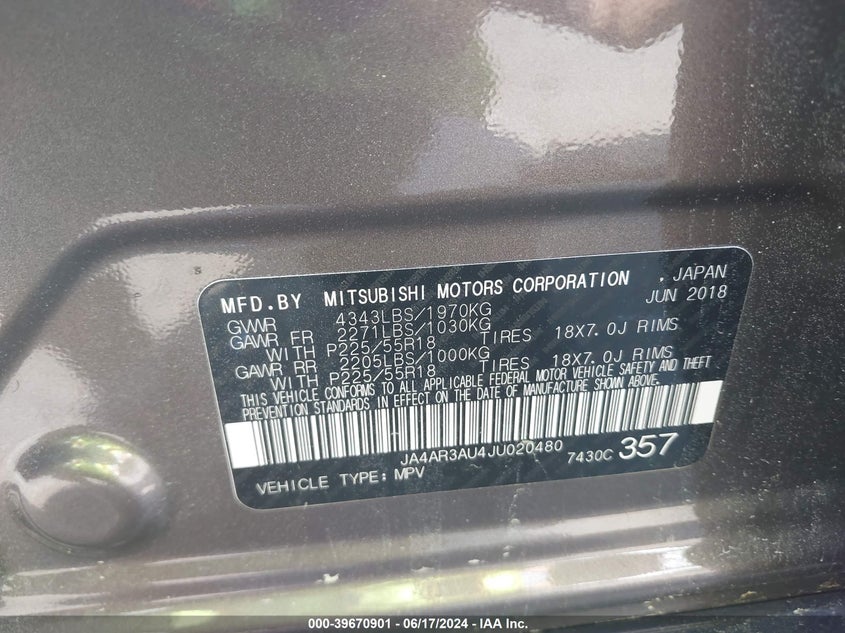 MFD.BY MITSUBISHI MOTORS CORPORATION , JAPAN
GVWR 4343LBS/1970KG JUN 2018
GAWR FR 2271LBS/1030KG
WITH P225/55R18 TIRES 18X7.0J RIMS
GAWR RR 2205LBS/1000KG
WITH P225/55R18 TIRES 18X7.0J RIMS
THIS VEHICLE CONFORMS TO ALL APPLICABLE FEDERAL MOTOR VEHICLE SAFETY AND THEFT
PREVENTION STANDARDS IN EFFECT ON THE DATE OF MANUFACTURE SHOWN ABOVE.
JA4AR3AU4JU020480 7430C 357
VEHICLE TYPE: MPV
000-39670901 - 06/17/2024 - IAA Inc.